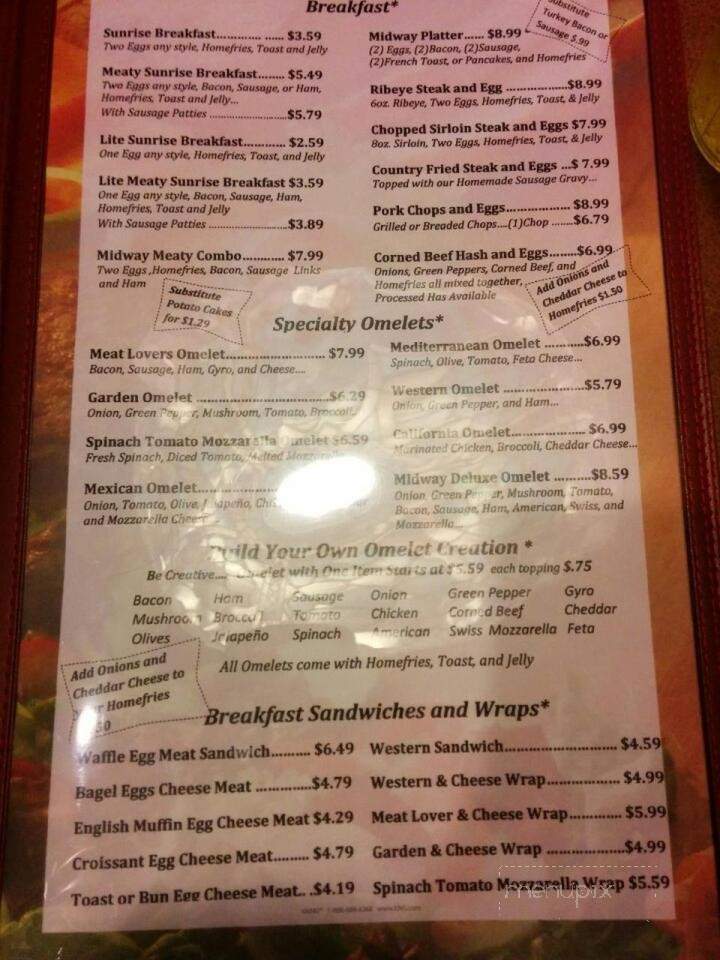 Breakfast*
Sunrise Breakfast............ ...... $3.59
Two Eggs any style, Homefries, Toast and Jelly
Meaty Sunrise Breakfast........ $5.49
Two Eggs any style, Bacon, Sausage, or Ham,
Homefries, Toast and Jelly...
With Sausage Patties ........................$5.79
Lite Sunrise Breakfast............ $2.59
One Egg any style, Homefries, Toast, and Jelly
Lite Meaty Sunrise Breakfast $3.59
One Egg any style, Bacon, Sausage, Ham,
Homefries, Toast and Jelly
With Sausage Patties ........................$3.89
Midway Meaty Combo........... $7.99
Two Eggs ,Homefries, Bacon, Sausage Links
and Ham
Substitute
Potato Cakes
for $1.29
Substitute
Turkey Bacon or
Sausage $.99
Midway Platter...... $8.99
(2) Eggs, (2)Bacon, (2)Sausage,
(2)French Toast, or Pancakes, and Homefries
Ribeye Steak and Egg .................$8.99
6oz. Ribeye, Two Eggs, Homefries, Toast, & Jelly
Chopped Sirloin Steak and Eggs $7.99
8oz. Sirloin, Two Eggs, Homefries, Toast, & Jelly
Country Fried Steak and Eggs ...$ 7.99
Topped with our Homemade Sausage Gravy...
Pork Chops and Eggs.................. $8.99
Grilled or Breaded Chops....(1)Chop ........$6.79
Corned Beef Hash and Eggs........$6.99
Onions, Green Peppers, Corned Beef, and
Homefries all mixed together,
Processed Has Available
Add Onions and
Cheddar Cheese to
Homefries $1.50
Specialty Omelets*
Meat Lovers Omelet............................ $7.99
Bacon, Sausage, Ham, Gyro, and Cheese....
Garden Omelet ......................................$6.29
Onion, Green Pepper, Mushroom, Tomato, Broccoli..
Spinach Tomato Mozzarella Omelet $6.59
Fresh Spinach, Diced Tomato, Melted Mozzarella
Mexican Omelet.....
Onion, Tomato, Olive, Jalapeño,
and Mozzarella Cheese...
Mediterranean Omelet ...........$6.99
Spinach, Olive, Tomato, Feta Cheese...
Western Omelet ......................$5.79
Onion, Green Pepper, and Ham...
California Omelet..................... $6.99
Marinated Chicken, Broccoli, Cheddar Cheese...
Midway Deluxe Omelet ..........$8.59
Onion, Green Pepper, Mushroom, Tomato,
Bacon, Sausage, Ham, American, Swiss, and
Mozzarella...
Build Your Own Omelet Creation *
Be Creative.... Omelet with One Item Starts at $5.59 each topping $.75
Bacon Ham Sausage Onion Green Pepper Gyro
Mushroom Broccoli Tomato Chicken Corned Beef Cheddar
Olives Jalapeño Spinach American Swiss Mozzarella Feta
All Omelets come with Homefries, Toast, and Jelly
Add Onions and
Cheddar Cheese to
Homefries
Breakfast Sandwiches and Wraps*
Waffle Egg Meat Sandwich.......... $6.49
Bagel Eggs Cheese Meat ..............$4.79
English Muffin Egg Cheese Meat $4.29
Croissant Egg Cheese Meat......... $4.79
Toast or Bun Egg Cheese Meat.. .$4.19
Western Sandwich............................. $4.59
Western & Cheese Wrap.................. $4.99
Meat Lover & Cheese Wrap............. $5.99
Garden & Cheese Wrap ...................$4.99
Spinach Tomato Mozzarella Wrap $5.59
menupix